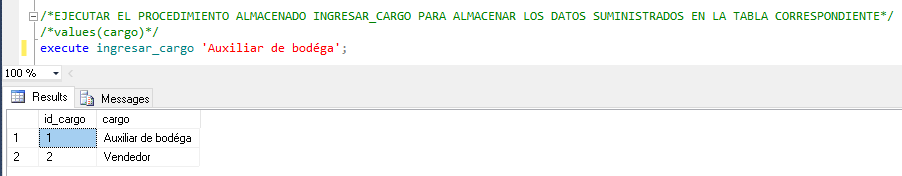 /*EJECUTAR EL PROCEDIMIENTO ALMACENADO INGRESAR_CARGO PARA ALMACENAR LOS DATOS SUMINISTRADOS EN LA TABLA CORRESPONDIENTE*/
/*values(cargo)*/
execute ingresar_cargo 'Auxiliar de bodéga';
100 %
Results Messages
id_cargo cargo
1 1 Auxiliar de bodéga
2 2 Vendedor